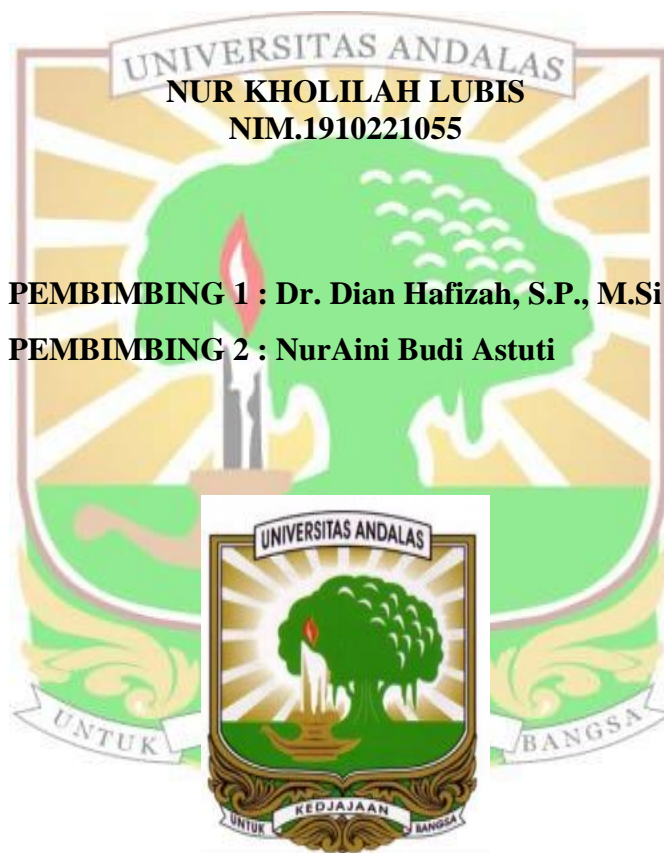 UNIVERSITAS ANDALAS
NUR KHOLILAH LUBIS
NIM.1910221055
PEMBIMBING 1 : Dr. Dian Hafizah, S.P., M.Si
PEMBIMBING 2 : NurAini Budi Astuti
UNIVERSITAS ANDALAS
UNTUK BANGSA
UNTUK KEDJAJAAN BANGSA